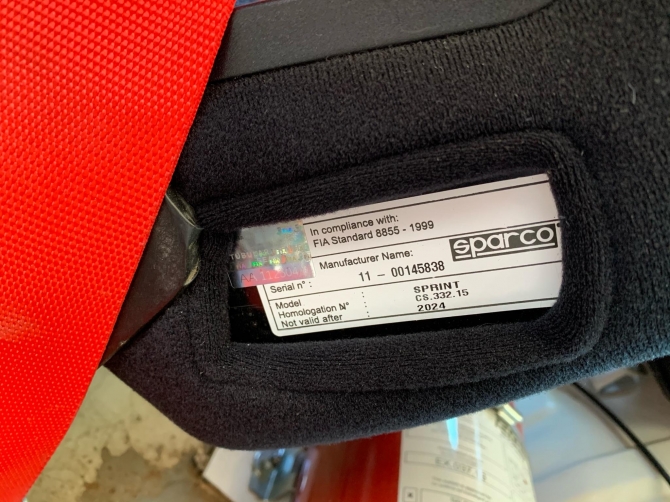 In compliance with:
FIA Standard 8855 - 1999
Manufacturer Name: sparco
Serial n° : 11 - 00145838
Model : SPRINT
Homologation N° : CS.332.15
Not valid after : 2024